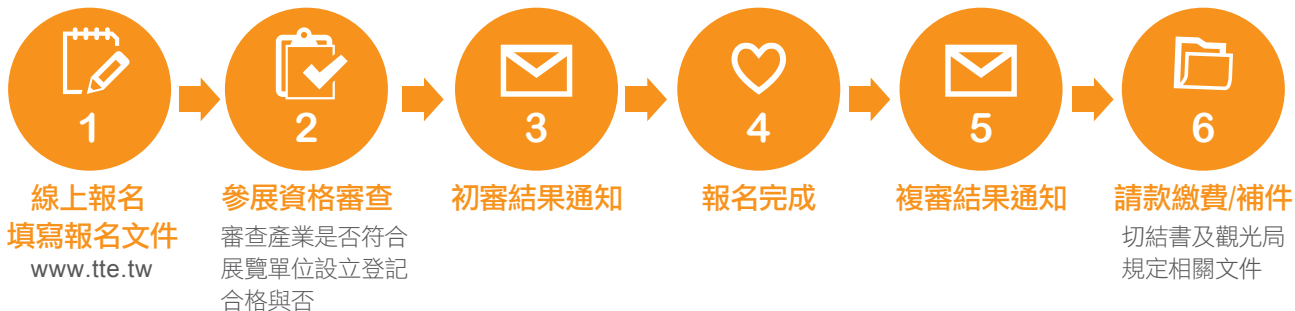 1
線上報名
填寫報名文件
www.tte.tw
2
參展資格審查
審查產業是否符合
展覽單位設立登記
合格與否
3
初審結果通知
4
報名完成
5
複審結果通知
6
請款繳費/補件
切結書及觀光局
規定相關文件